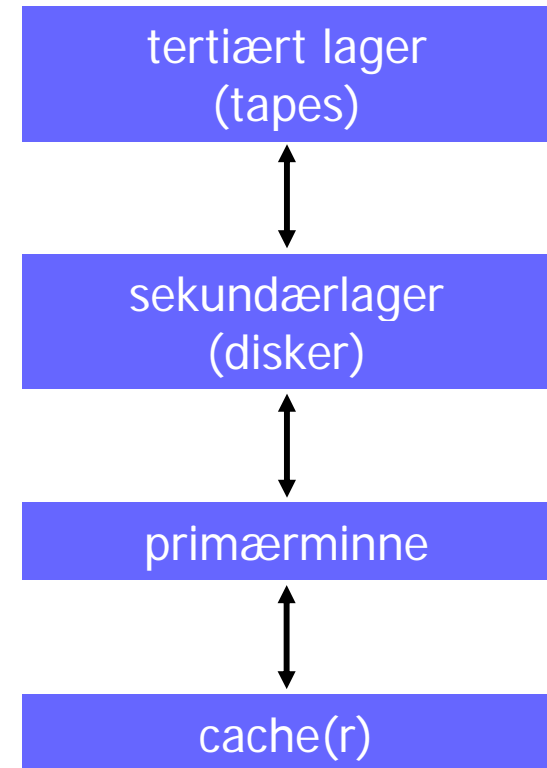 tertiært lager
(tapes)
sekundærlager
(disker)
primærminne
cache(r)